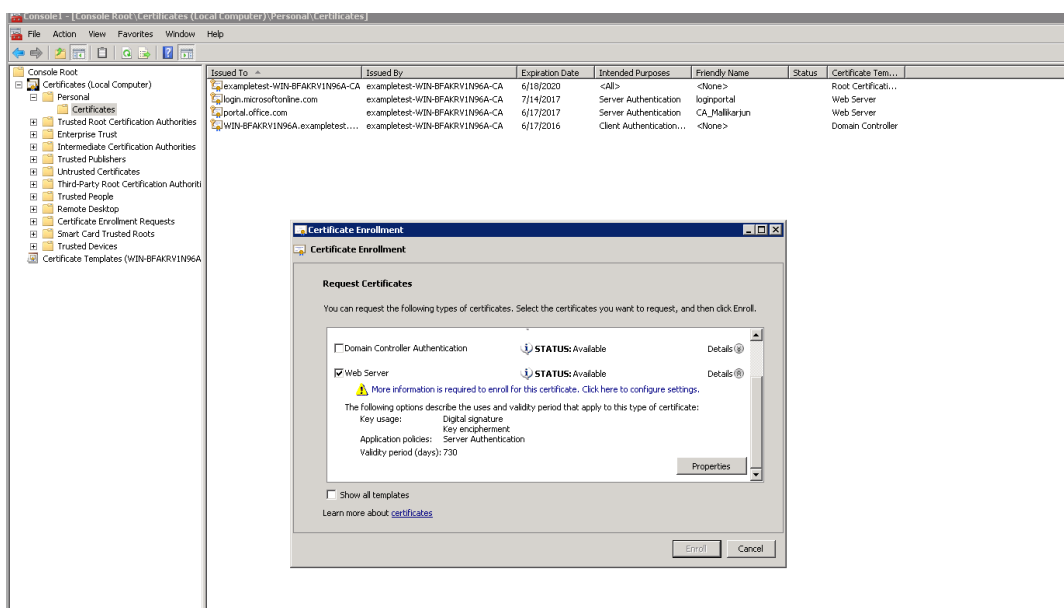 Console1 - [Console Root\Certificates (Local Computer)\Personal\Certificates]
File Action View Favorites Window Help
Console Root
Certificates (Local Computer)
Personal
Certificates
Trusted Root Certification Authorities
Enterprise Trust
Intermediate Certification Authorities
Trusted Publishers
Untrusted Certificates
Third-Party Root Certification Authoriti
Trusted People
Remote Desktop
Certificate Enrollment Requests
Smart Card Trusted Roots
Trusted Devices
Certificate Templates (WIN-BFAKRV1N96A
Issued To Issued By Expiration Date Intended Purposes Friendly Name Status Certificate Tem...
exampletest-WIN-BFAKRV1N96A-CA exampletest-WIN-BFAKRV1N96A-CA 6/18/2020 <All> <None> Root Certificati...
login.microsoftonline.com exampletest-WIN-BFAKRV1N96A-CA 7/14/2017 Server Authentication loginportal Web Server
portal.office.com exampletest-WIN-BFAKRV1N96A-CA 6/17/2017 Server Authentication CA_Mallikarjun Web Server
WIN-BFAKRV1N96A.exampletest.... exampletest-WIN-BFAKRV1N96A-CA 6/17/2016 Client Authentication... <None> Domain Controller
Certificate Enrollment
Certificate Enrollment
Request Certificates
You can request the following types of certificates. Select the certificates you want to request, and then click Enroll.
Domain Controller Authentication STATUS: Available Details
Web Server STATUS: Available Details
More information is required to enroll for this certificate. Click here to configure settings.
The following options describe the uses and validity period that apply to this type of certificate:
Key usage: Digital signature
Key encipherment
Application policies: Server Authentication
Validity period (days): 730
Properties
Show all templates
Learn more about certificates
Enroll Cancel